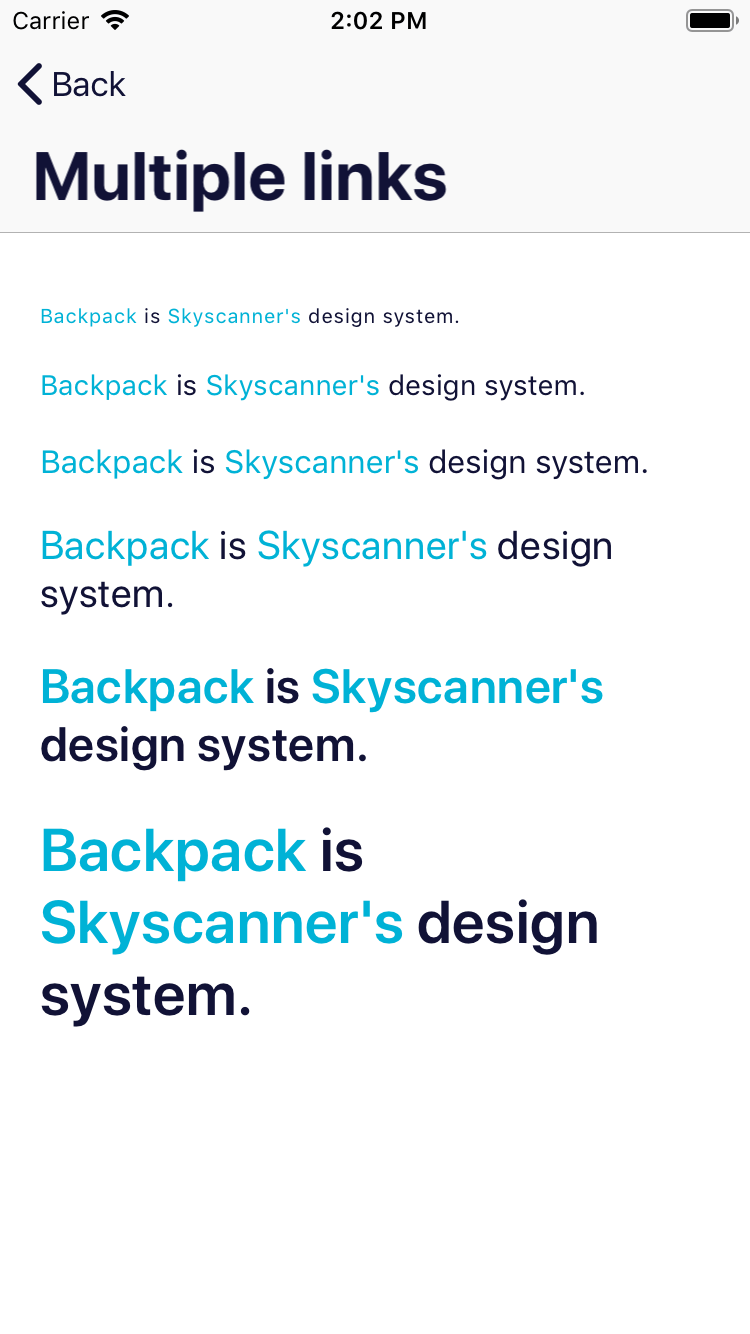 Carrier 2:02 PM
Back
Multiple links
Backpack is Skyscanner's design system.
Backpack is Skyscanner's design system.
Backpack is Skyscanner's design system.
Backpack is Skyscanner's design
system.
Backpack is Skyscanner's
design system.
Backpack is
Skyscanner's design
system.